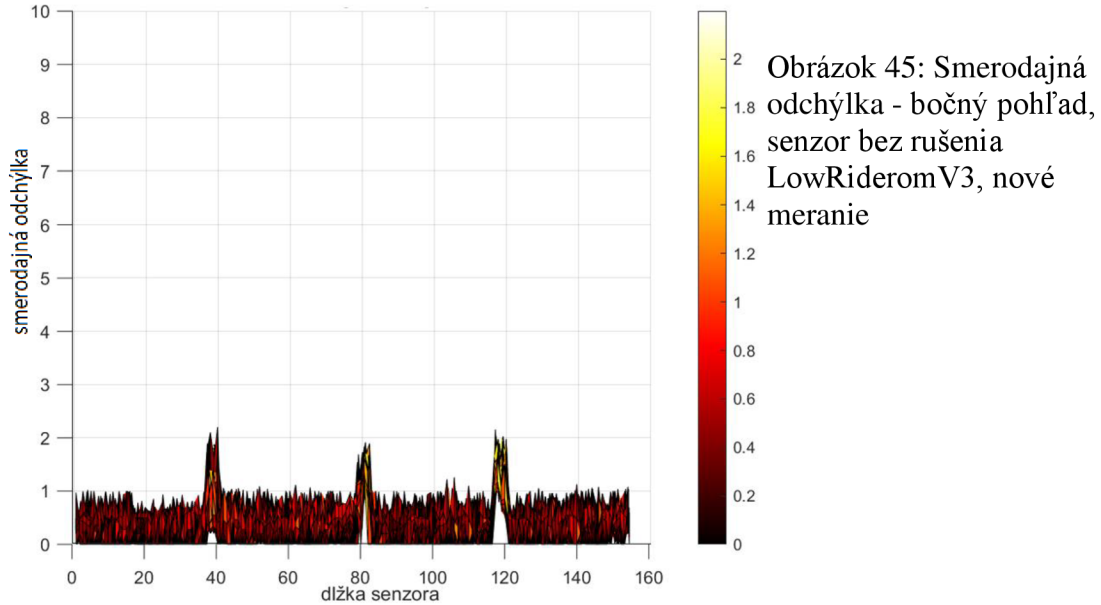 10
9
8
7
6
5
4
3
2
1
0
smerodajná odchýlka
0 20 40 60 80 100 120 140 160
dlžka senzora
2
1.8
1.6
1.4
1.2
1
0.8
0.6
0.4
0.2
0
Obrázok 45: Smerodajná
odchýlka - bočný pohľad,
senzor bez rušenia
LowRideromV3, nové
meranie